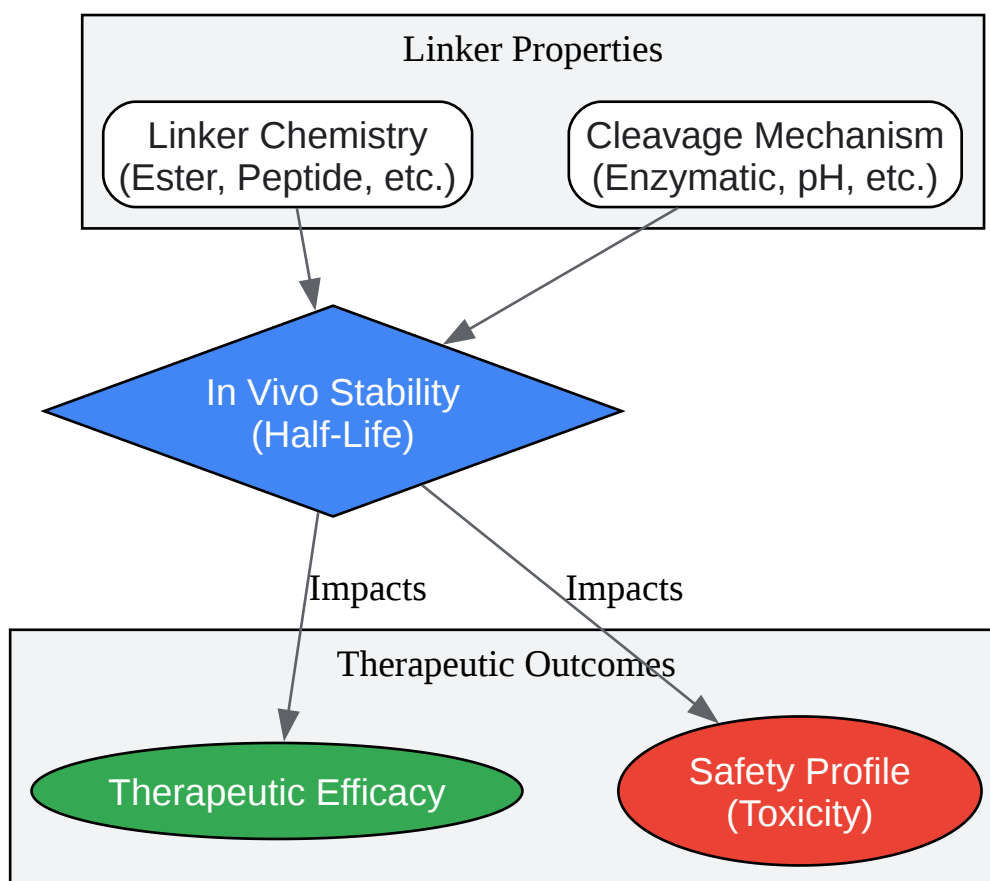 Linker Properties
Linker Chemistry
(Ester, Peptide, etc.)
Cleavage Mechanism
(Enzymatic, pH, etc.)
In Vivo Stability
(Half-Life)
Impacts
Impacts
Therapeutic Outcomes
Therapeutic Efficacy
Safety Profile
(Toxicity)